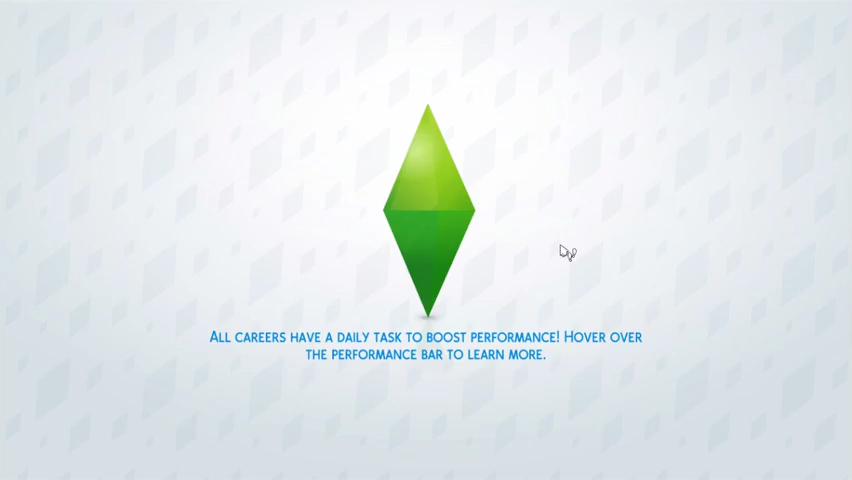 All careers have a daily task to boost performance! Hover over
the performance bar to learn more.